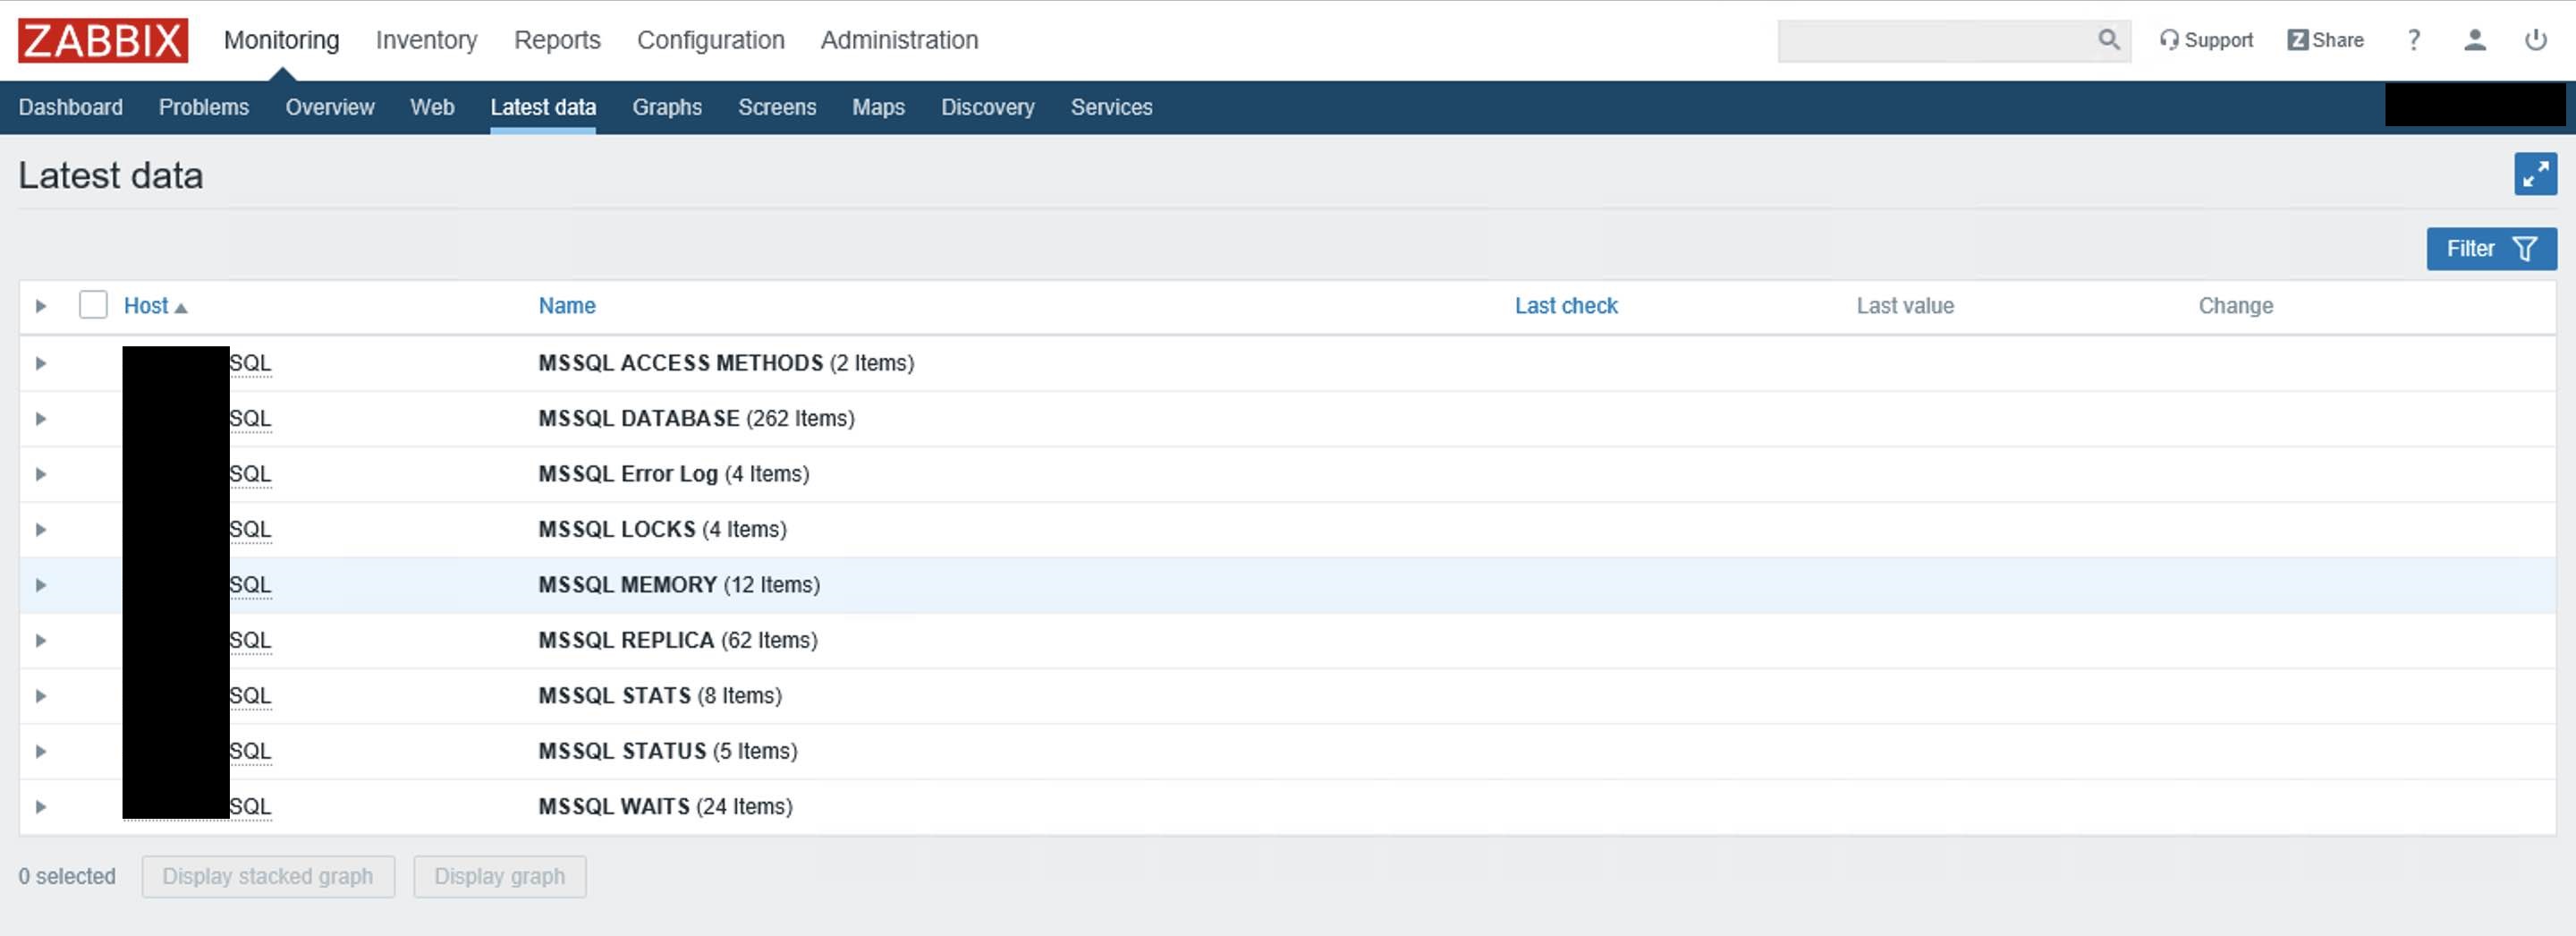 ZABBIX Monitoring Inventory Reports Configuration Administration Support Z Share ?
Dashboard Problems Overview Web Latest data Graphs Screens Maps Discovery Services
Latest data
Filter
Host Name Last check Last value Change
SQL MSSQL ACCESS METHODS (2 Items)
SQL MSSQL DATABASE (262 Items)
SQL MSSQL Error Log (4 Items)
SQL MSSQL LOCKS (4 Items)
SQL MSSQL MEMORY (12 Items)
SQL MSSQL REPLICA (62 Items)
SQL MSSQL STATS (8 Items)
SQL MSSQL STATUS (5 Items)
SQL MSSQL WAITS (24 Items)
0 selected Display stacked graph Display graph